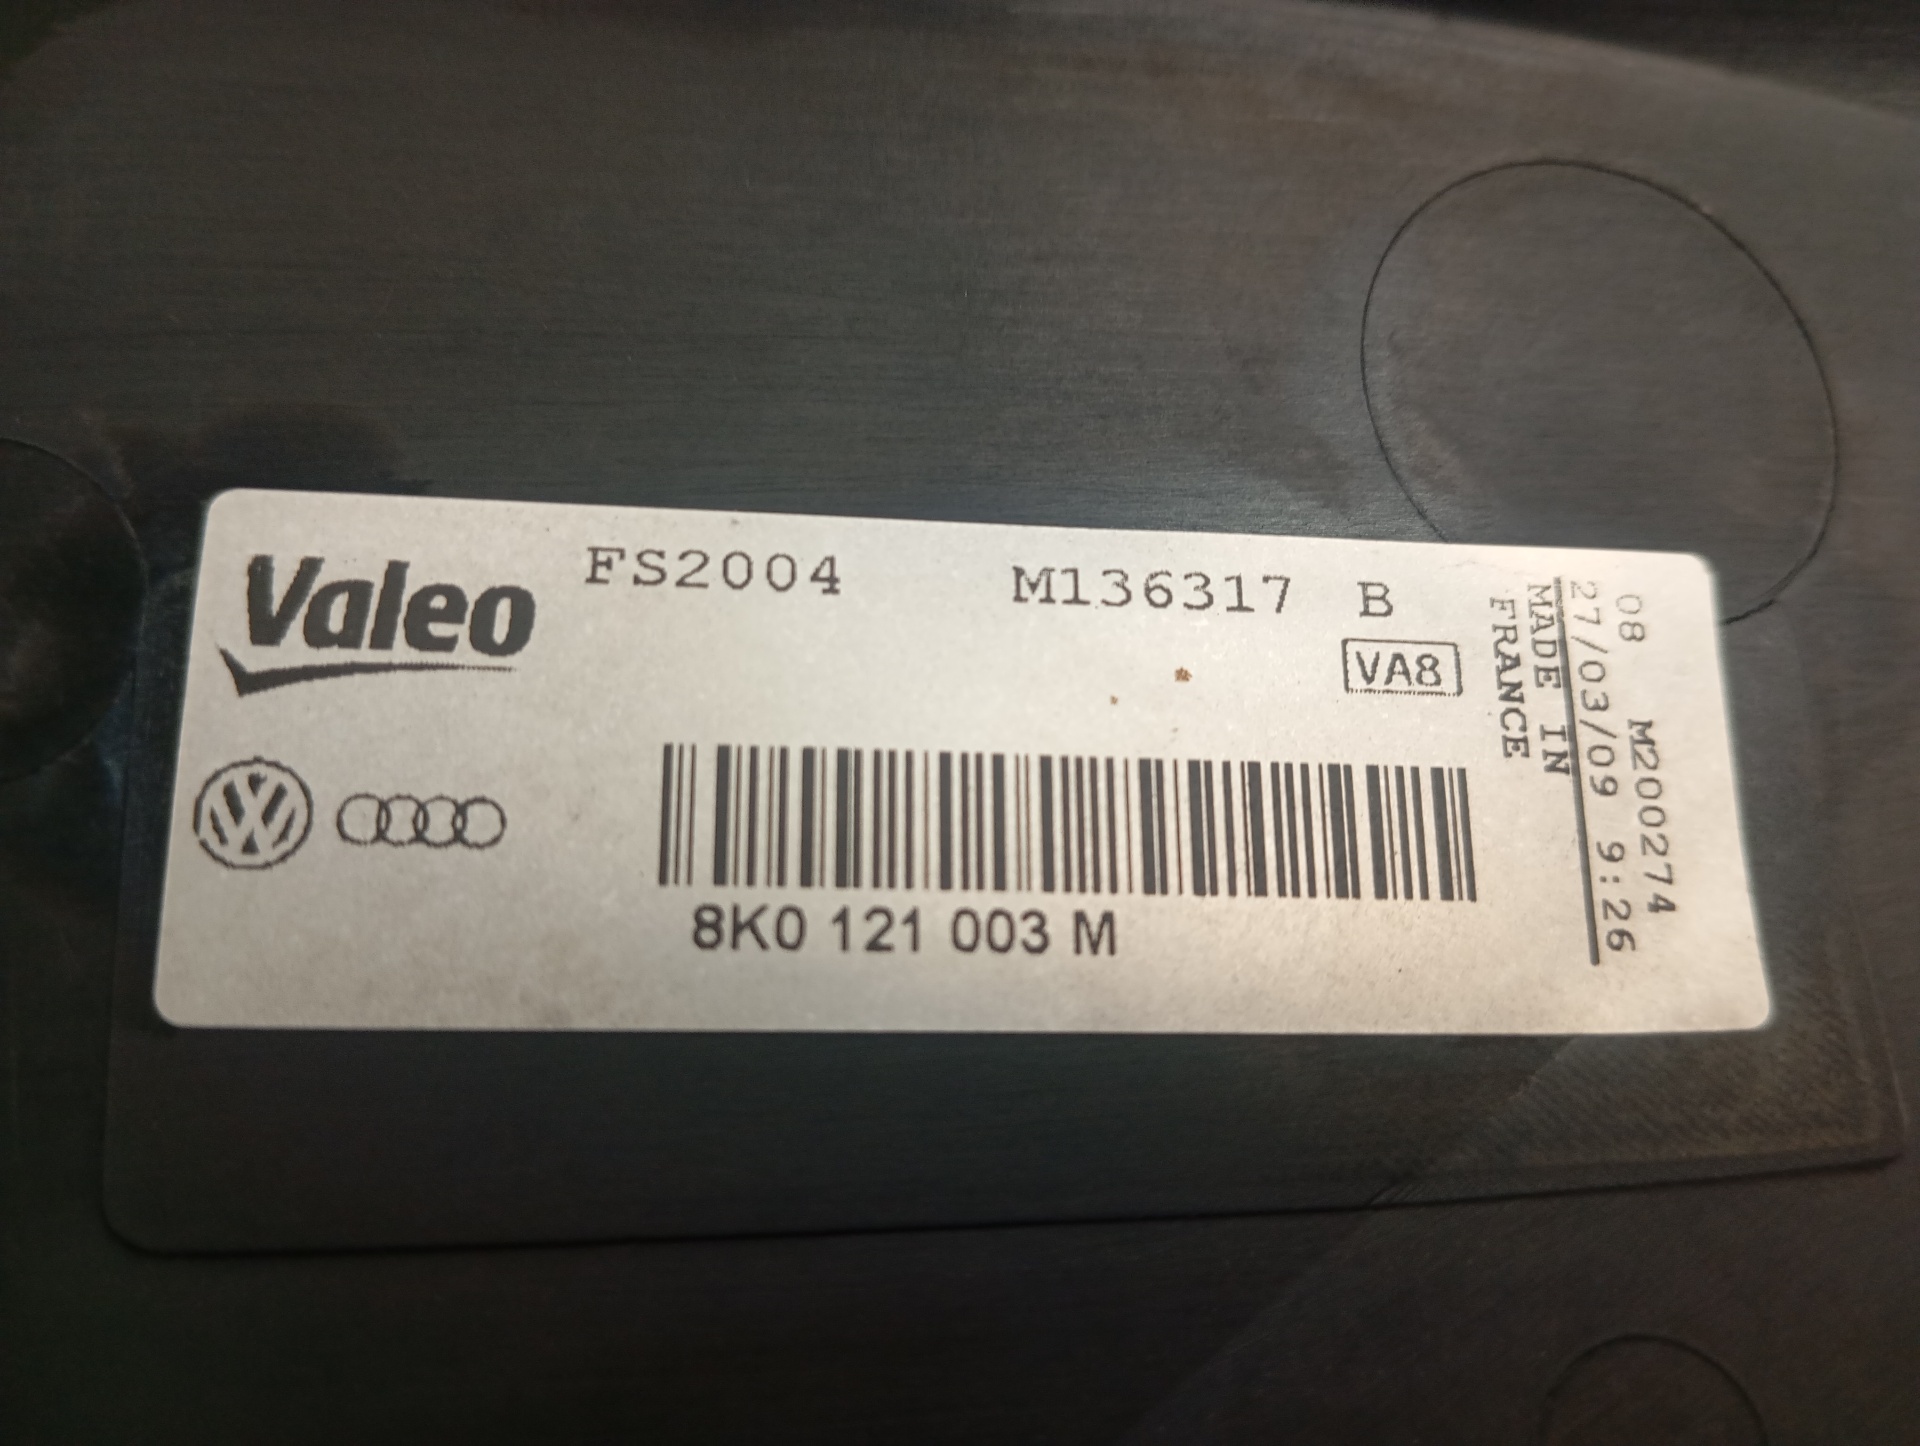 Valeo
FS2004 M136317 B
VA8
8K0 121 003 M
MADE IN
FRANCE
27/03/09 9:26
08 M200274